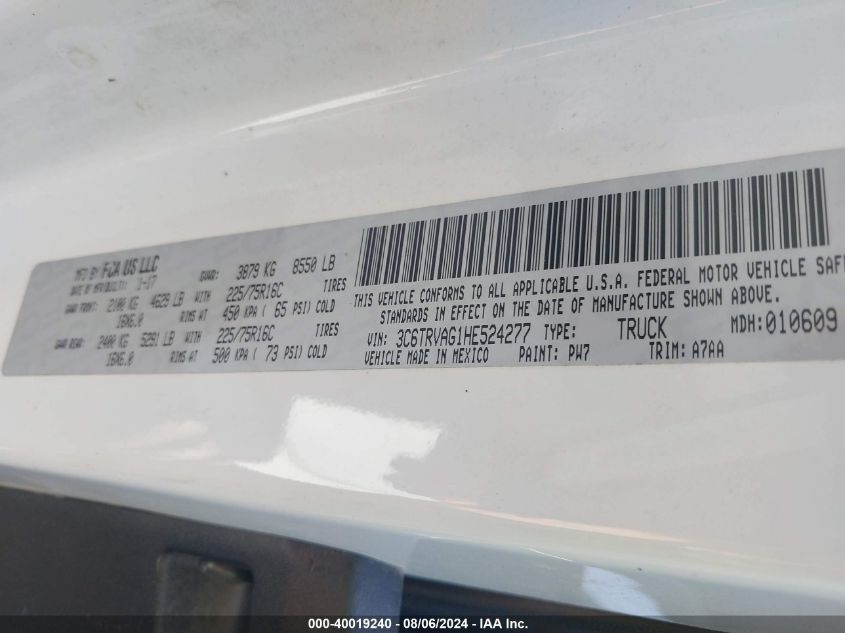 MFD BY: FCA US LLC
DATE OF MFR(BUILT): 1-17 GVWR: 3879 KG 8550 LB
GAWR FRONT: 2100 KG 4629 LB WITH 225/75R16C TIRES
16X6.0 RIMS AT 450 KPA ( 65 PSI) COLD
GAWR REAR: 2400 KG 5291 LB WITH 225/75R16C TIRES
16X6.0 RIMS AT 500 KPA ( 73 PSI) COLD
THIS VEHICLE CONFORMS TO ALL APPLICABLE U.S.A. FEDERAL MOTOR VEHICLE SAF
STANDARDS IN EFFECT ON THE DATE OF MANUFACTURE SHOWN ABOVE.
VIN: 3C6TRVAG1HE524277 TYPE: TRUCK MDH:010609
VEHICLE MADE IN MEXICO PAINT: PW7 TRIM: A7AA
000-40019240 - 08/06/2024 - IAA Inc.